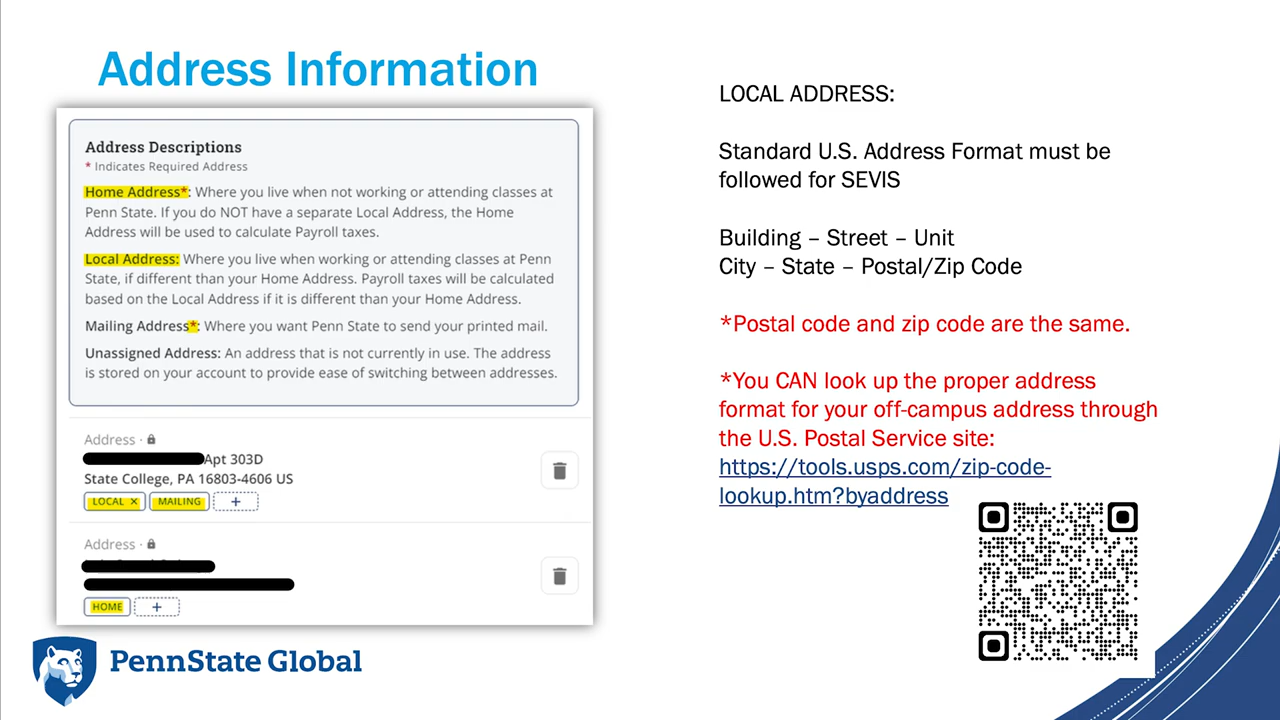 Address Information
Address Descriptions
* Indicates Required Address
Home Address*: Where you live when not working or attending classes at
Penn State. If you do NOT have a separate Local Address, the Home
Address will be used to calculate Payroll taxes.
Local Address: Where you live when working or attending classes at Penn
State, if different than your Home Address. Payroll taxes will be calculated
based on the Local Address if it is different than your Home Address.
Mailing Address*: Where you want Penn State to send your printed mail.
Unassigned Address: An address that is not currently in use. The address
is stored on your account to provide ease of switching between addresses.
Address ·
Apt 303D
State College, PA 16803-4606 US
LOCAL × MAILING +
Address ·
HOME +
PennState Global
LOCAL ADDRESS:
Standard U.S. Address Format must be
followed for SEVIS
Building – Street – Unit
City – State – Postal/Zip Code
*Postal code and zip code are the same.
*You CAN look up the proper address
format for your off-campus address through
the U.S. Postal Service site:
https://tools.usps.com/zip-code-
lookup.htm?byaddress